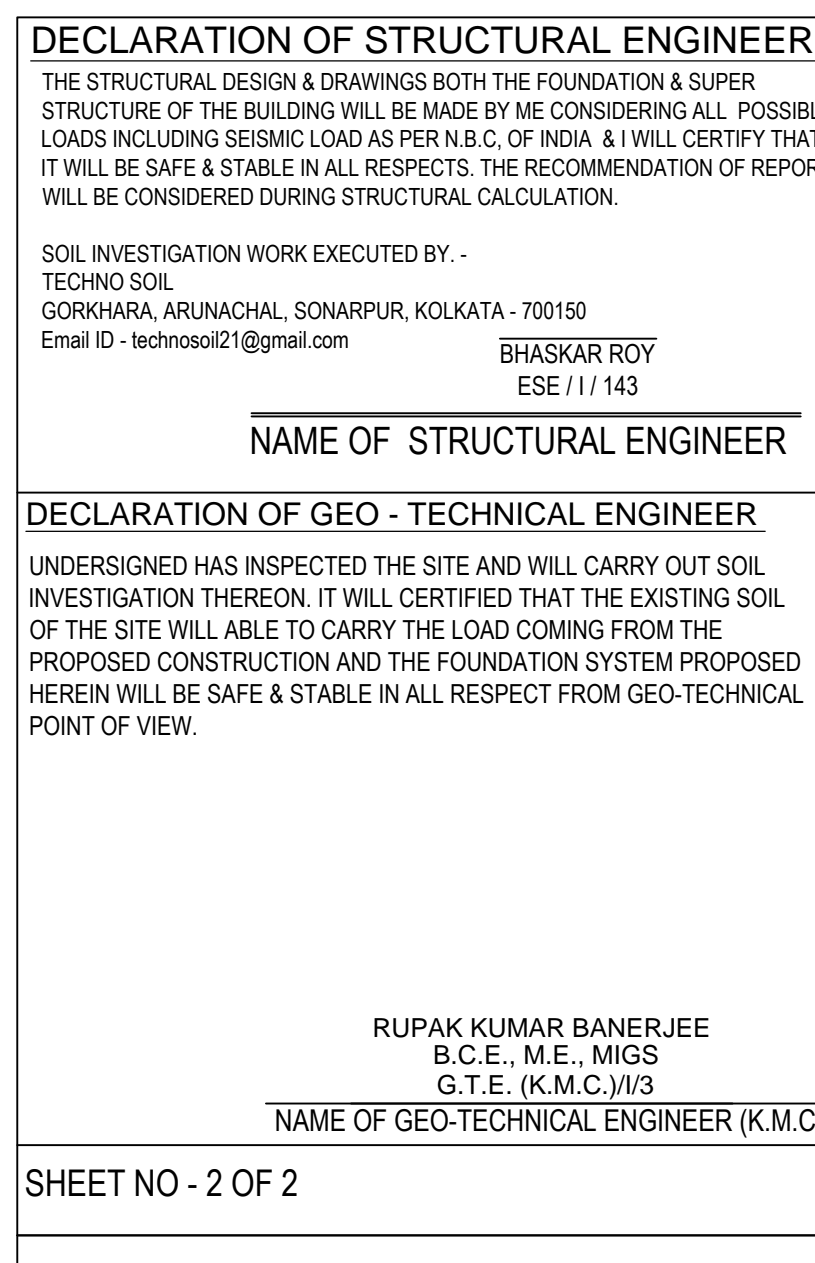 DECLARATION OF STRUCTURAL ENGINEER
THE STRUCTURAL DESIGN & DRAWINGS BOTH THE FOUNDATION & SUPER
STRUCTURE OF THE BUILDING WILL BE MADE BY ME CONSIDERING ALL POSSIBL
LOADS INCLUDING SEISMIC LOAD AS PER N.B.C, OF INDIA & I WILL CERTIFY THAT
IT WILL BE SAFE & STABLE IN ALL RESPECTS. THE RECOMMENDATION OF REPOR
WILL BE CONSIDERED DURING STRUCTURAL CALCULATION.
SOIL INVESTIGATION WORK EXECUTED BY. -
TECHNO SOIL
GORKHARA, ARUNACHAL, SONARPUR, KOLKATA - 700150
Email ID - technosoil21@gmail.com
BHASKAR ROY
ESE / I / 143
NAME OF STRUCTURAL ENGINEER
DECLARATION OF GEO - TECHNICAL ENGINEER
UNDERSIGNED HAS INSPECTED THE SITE AND WILL CARRY OUT SOIL
INVESTIGATION THEREON. IT WILL CERTIFIED THAT THE EXISTING SOIL
OF THE SITE WILL ABLE TO CARRY THE LOAD COMING FROM THE
PROPOSED CONSTRUCTION AND THE FOUNDATION SYSTEM PROPOSED
HEREIN WILL BE SAFE & STABLE IN ALL RESPECT FROM GEO-TECHNICAL
POINT OF VIEW.
RUPAK KUMAR BANERJEE
B.C.E., M.E., MIGS
G.T.E. (K.M.C.)/I/3
NAME OF GEO-TECHNICAL ENGINEER (K.M.C
SHEET NO - 2 OF 2